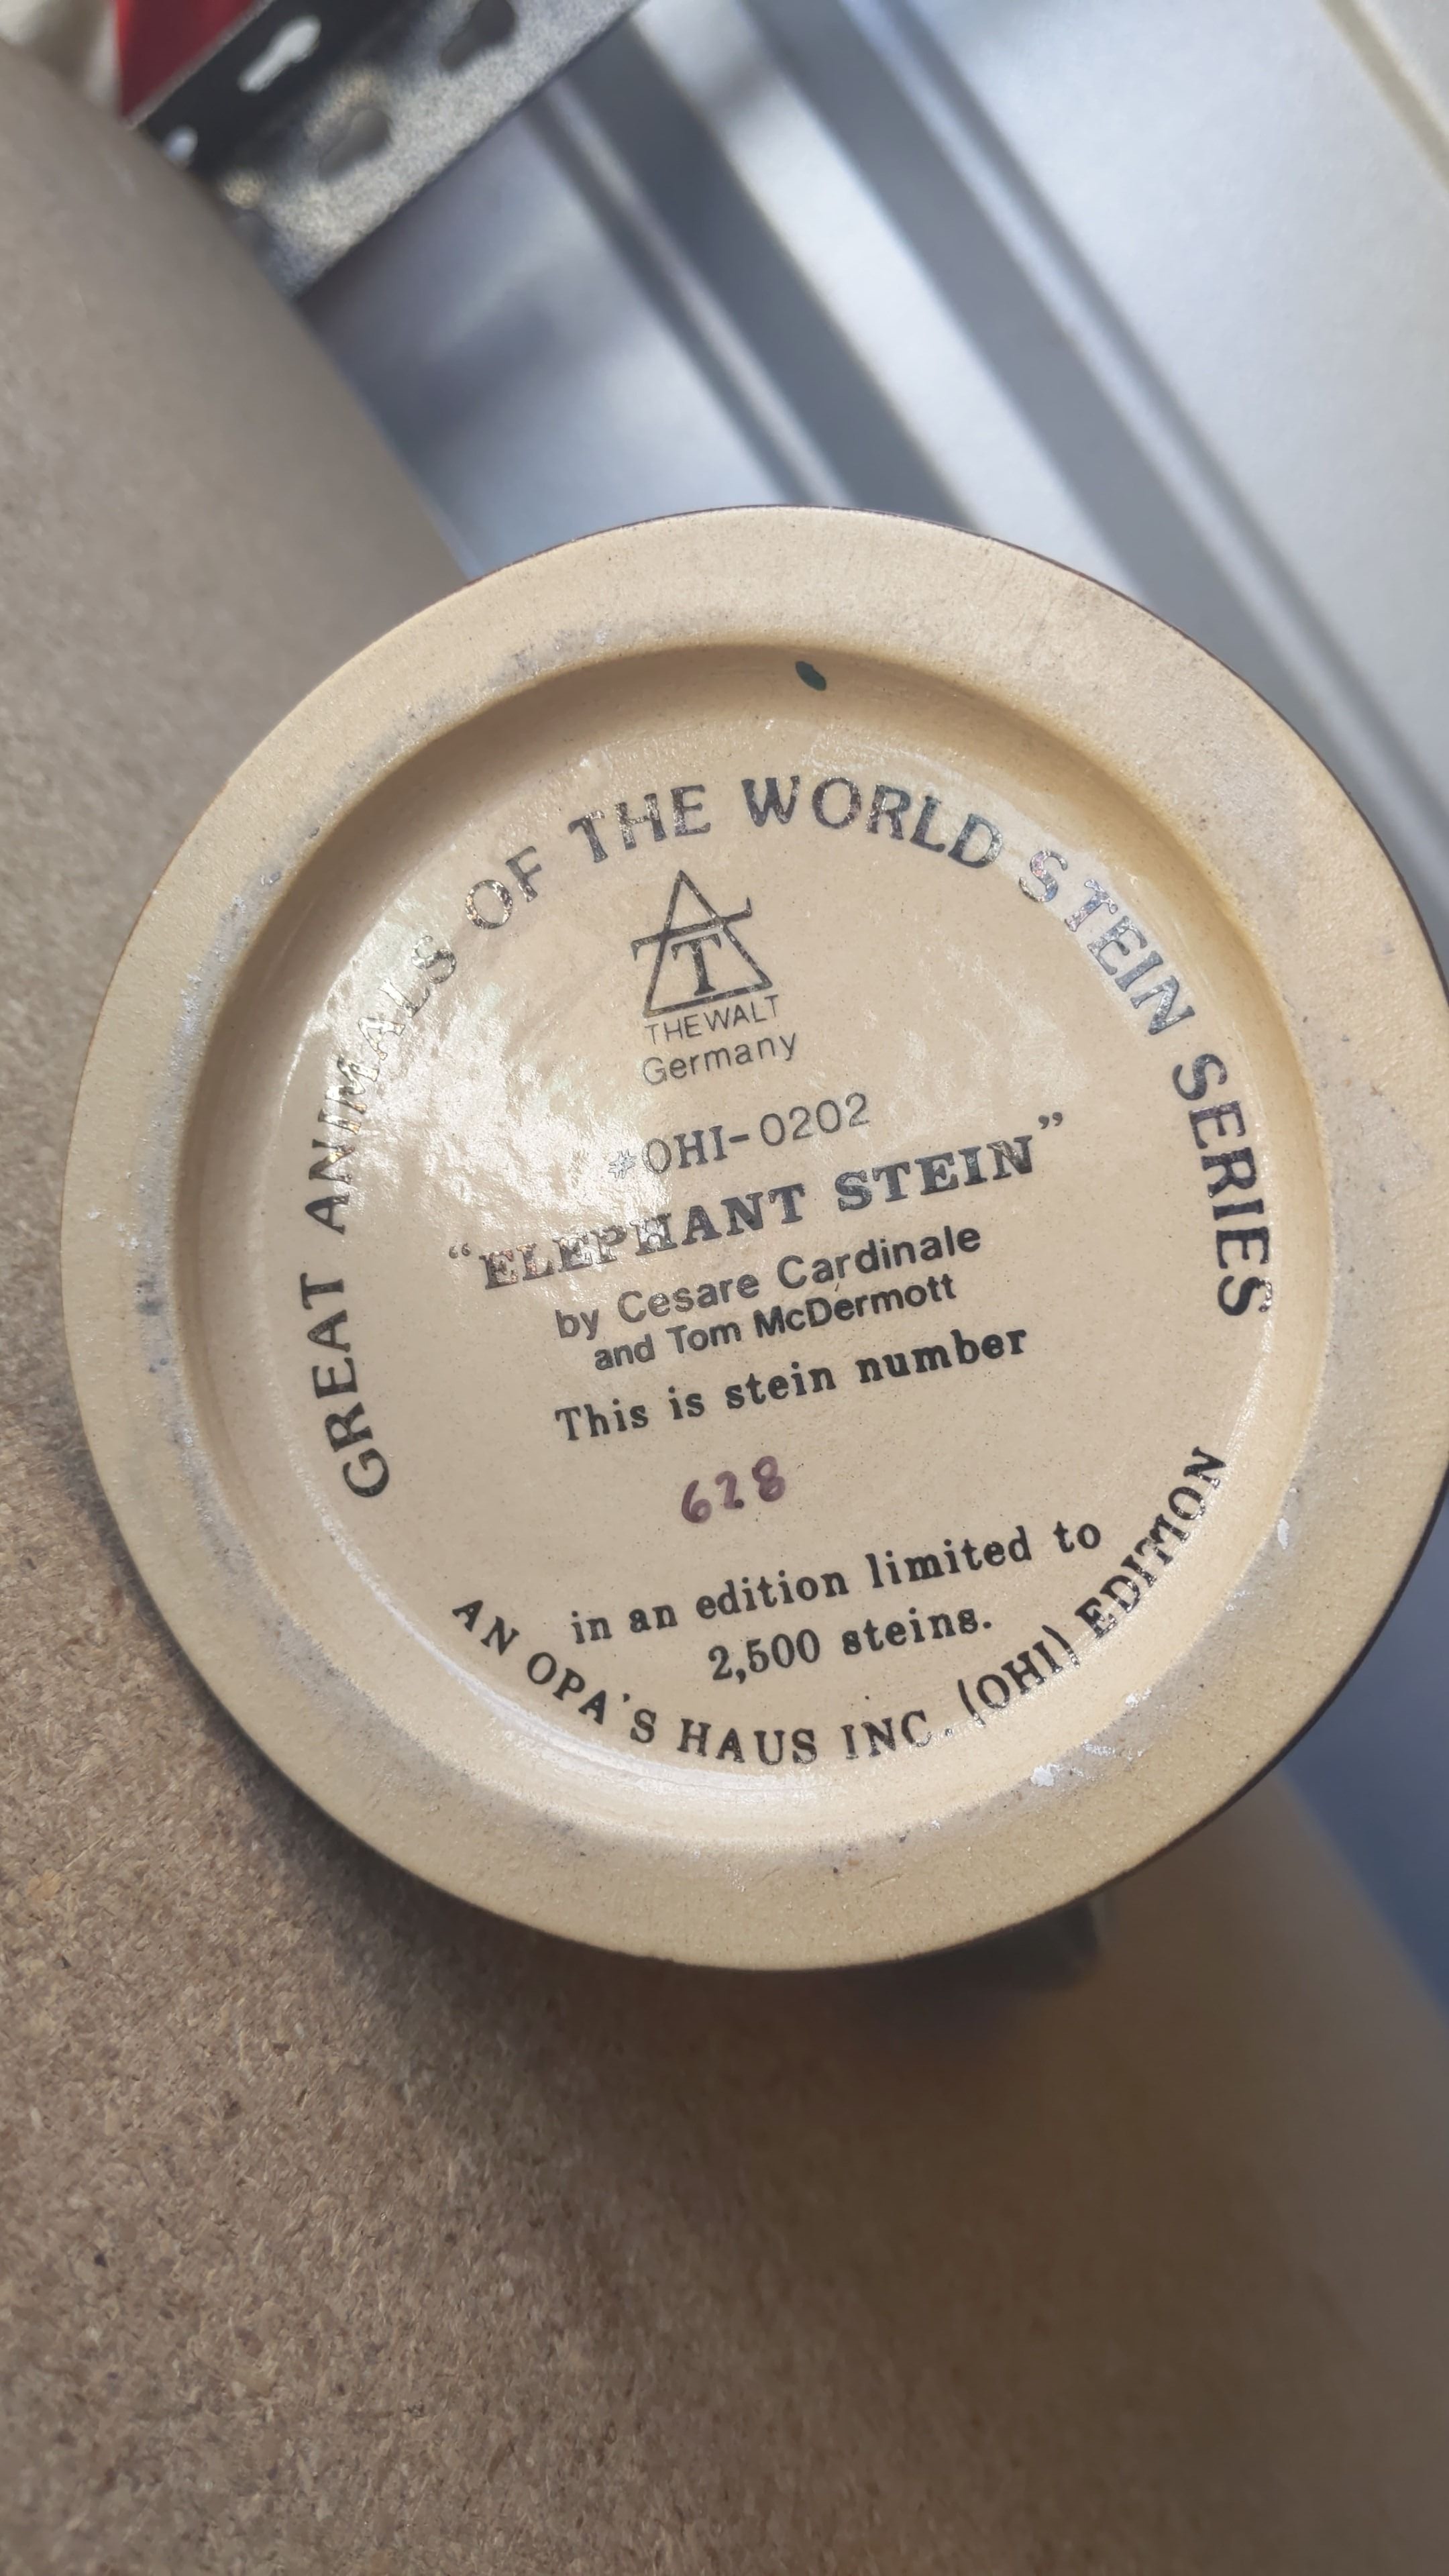 GREAT ANIMALS OF THE WORLD STEIN SERIES
T
THEWALT
Germany
#OHI-0202
“ELEPHANT STEIN”
by Cesare Cardinale
and Tom McDermott
This is stein number
628
in an edition limited to
2,500 steins.
AN OPA'S HAUS INC. (OHI) EDITION